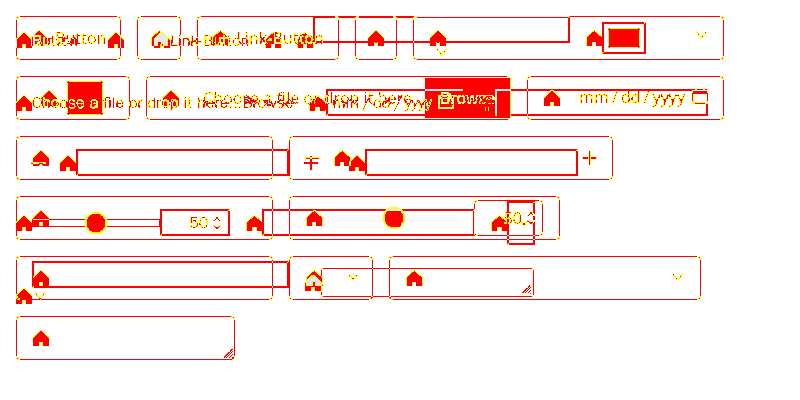 Button Button Link-Button Link-Button
Choose a file or drop it here... Browse Choose a file or drop it here... Browse mm / dd / yyyy mm / dd / yyyy
50 50